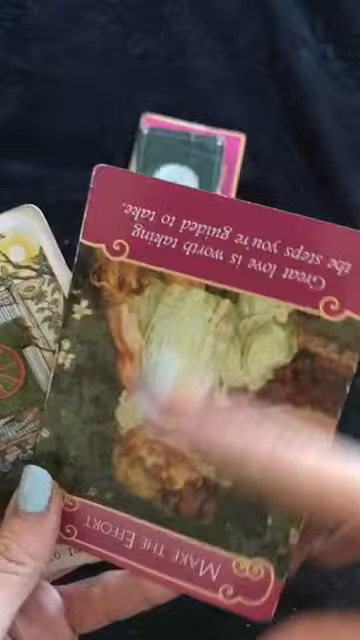 MAKE THE EFFORT
Great love is worth taking
the steps you're guided to take.